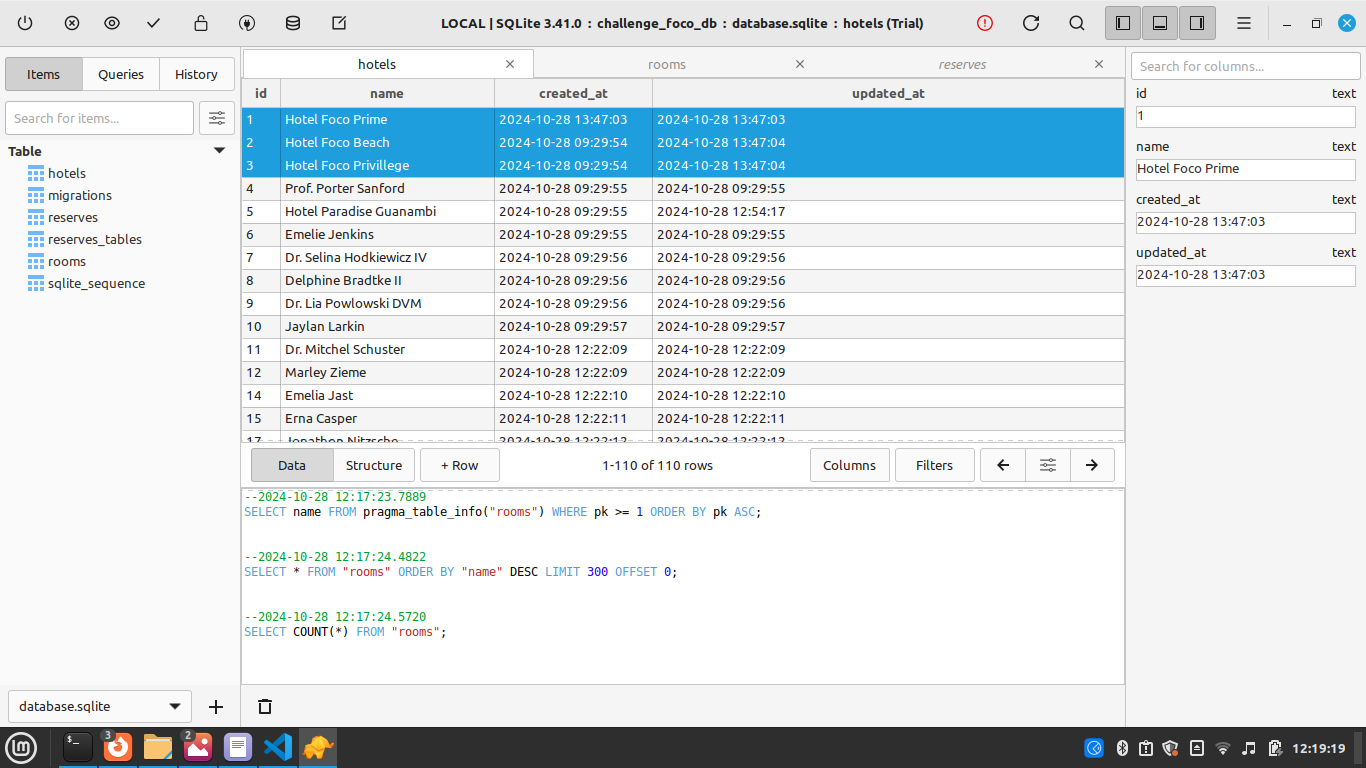 LOCAL | SQLite 3.41.0 : challenge_foco_db : database.sqlite : hotels (Trial)
Items Queries History
Search for items...
Table
hotels
migrations
reserves
reserves_tables
rooms
sqlite_sequence
database.sqlite
hotels rooms reserves
id name created_at updated_at
1 Hotel Foco Prime 2024-10-28 13:47:03 2024-10-28 13:47:03
2 Hotel Foco Beach 2024-10-28 09:29:54 2024-10-28 13:47:04
3 Hotel Foco Privillege 2024-10-28 09:29:54 2024-10-28 13:47:04
4 Prof. Porter Sanford 2024-10-28 09:29:55 2024-10-28 09:29:55
5 Hotel Paradise Guanambi 2024-10-28 09:29:55 2024-10-28 12:54:17
6 Emelie Jenkins 2024-10-28 09:29:55 2024-10-28 09:29:55
7 Dr. Selina Hodkiewicz IV 2024-10-28 09:29:56 2024-10-28 09:29:56
8 Delphine Bradtke II 2024-10-28 09:29:56 2024-10-28 09:29:56
9 Dr. Lia Powlowski DVM 2024-10-28 09:29:56 2024-10-28 09:29:56
10 Jaylan Larkin 2024-10-28 09:29:57 2024-10-28 09:29:57
11 Dr. Mitchel Schuster 2024-10-28 12:22:09 2024-10-28 12:22:09
12 Marley Zieme 2024-10-28 12:22:09 2024-10-28 12:22:09
14 Emelia Jast 2024-10-28 12:22:10 2024-10-28 12:22:10
15 Erna Casper 2024-10-28 12:22:11 2024-10-28 12:22:11
17 Jonathon Nitzsche 2024-10-28 12:22:12 2024-10-28 12:22:12
Data Structure + Row 1-110 of 110 rows Columns Filters
--2024-10-28 12:17:23.7889
SELECT name FROM pragma_table_info("rooms") WHERE pk >= 1 ORDER BY pk ASC;
--2024-10-28 12:17:24.4822
SELECT * FROM "rooms" ORDER BY "name" DESC LIMIT 300 OFFSET 0;
--2024-10-28 12:17:24.5720
SELECT COUNT(*) FROM "rooms";
Search for columns...
id text
1
name text
Hotel Foco Prime
created_at text
2024-10-28 13:47:03
updated_at text
2024-10-28 13:47:03
3 2
12:19:19